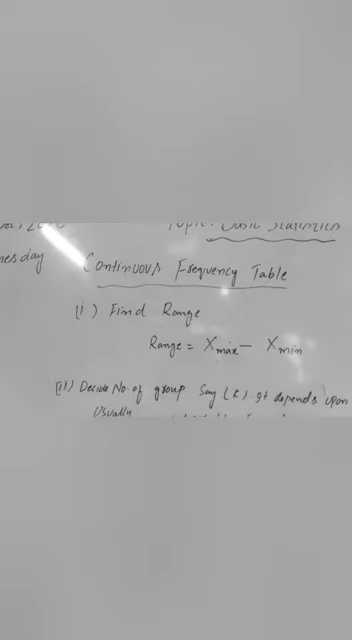 Topic: Basic Statistics
Continuous Frequency Table
(i) Find Range
Range = Xmax - Xmin
(ii) Decide No. of group Say (K). It depends upon
Usually